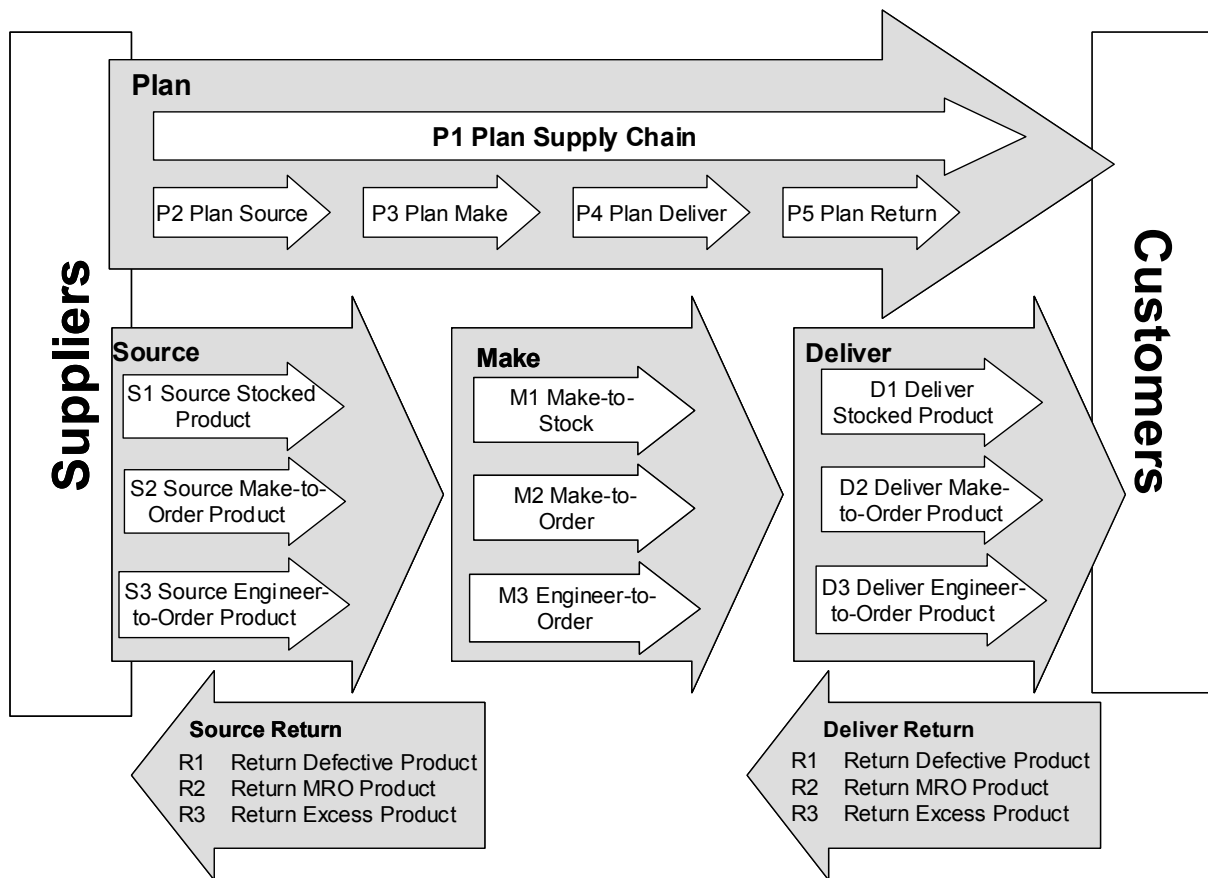 Suppliers
Plan
P1 Plan Supply Chain
P2 Plan Source
P3 Plan Make
P4 Plan Deliver
P5 Plan Return
Customers
Source
S1 Source Stocked
Product
S2 Source Make-to-
Order Product
S3 Source Engineer-
to-Order Product
Make
M1 Make-to-
Stock
M2 Make-to-
Order
M3 Engineer-to-
Order
Deliver
D1 Deliver
Stocked Product
D2 Deliver Make-
to-Order Product
D3 Deliver Engineer-
to-Order Product
Source Return
R1 Return Defective Product
R2 Return MRO Product
R3 Return Excess Product
Deliver Return
R1 Return Defective Product
R2 Return MRO Product
R3 Return Excess Product